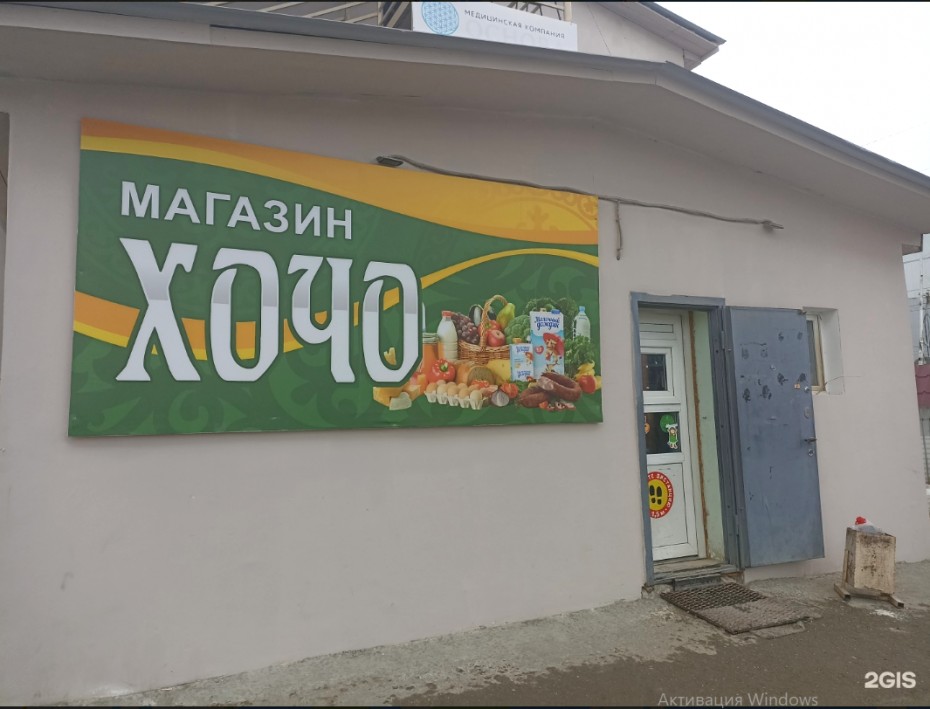 МЕДИЦИНСКАЯ КОМПАНИЯ
МАГАЗИН
ХОЧО
2GIS
Активация Windows